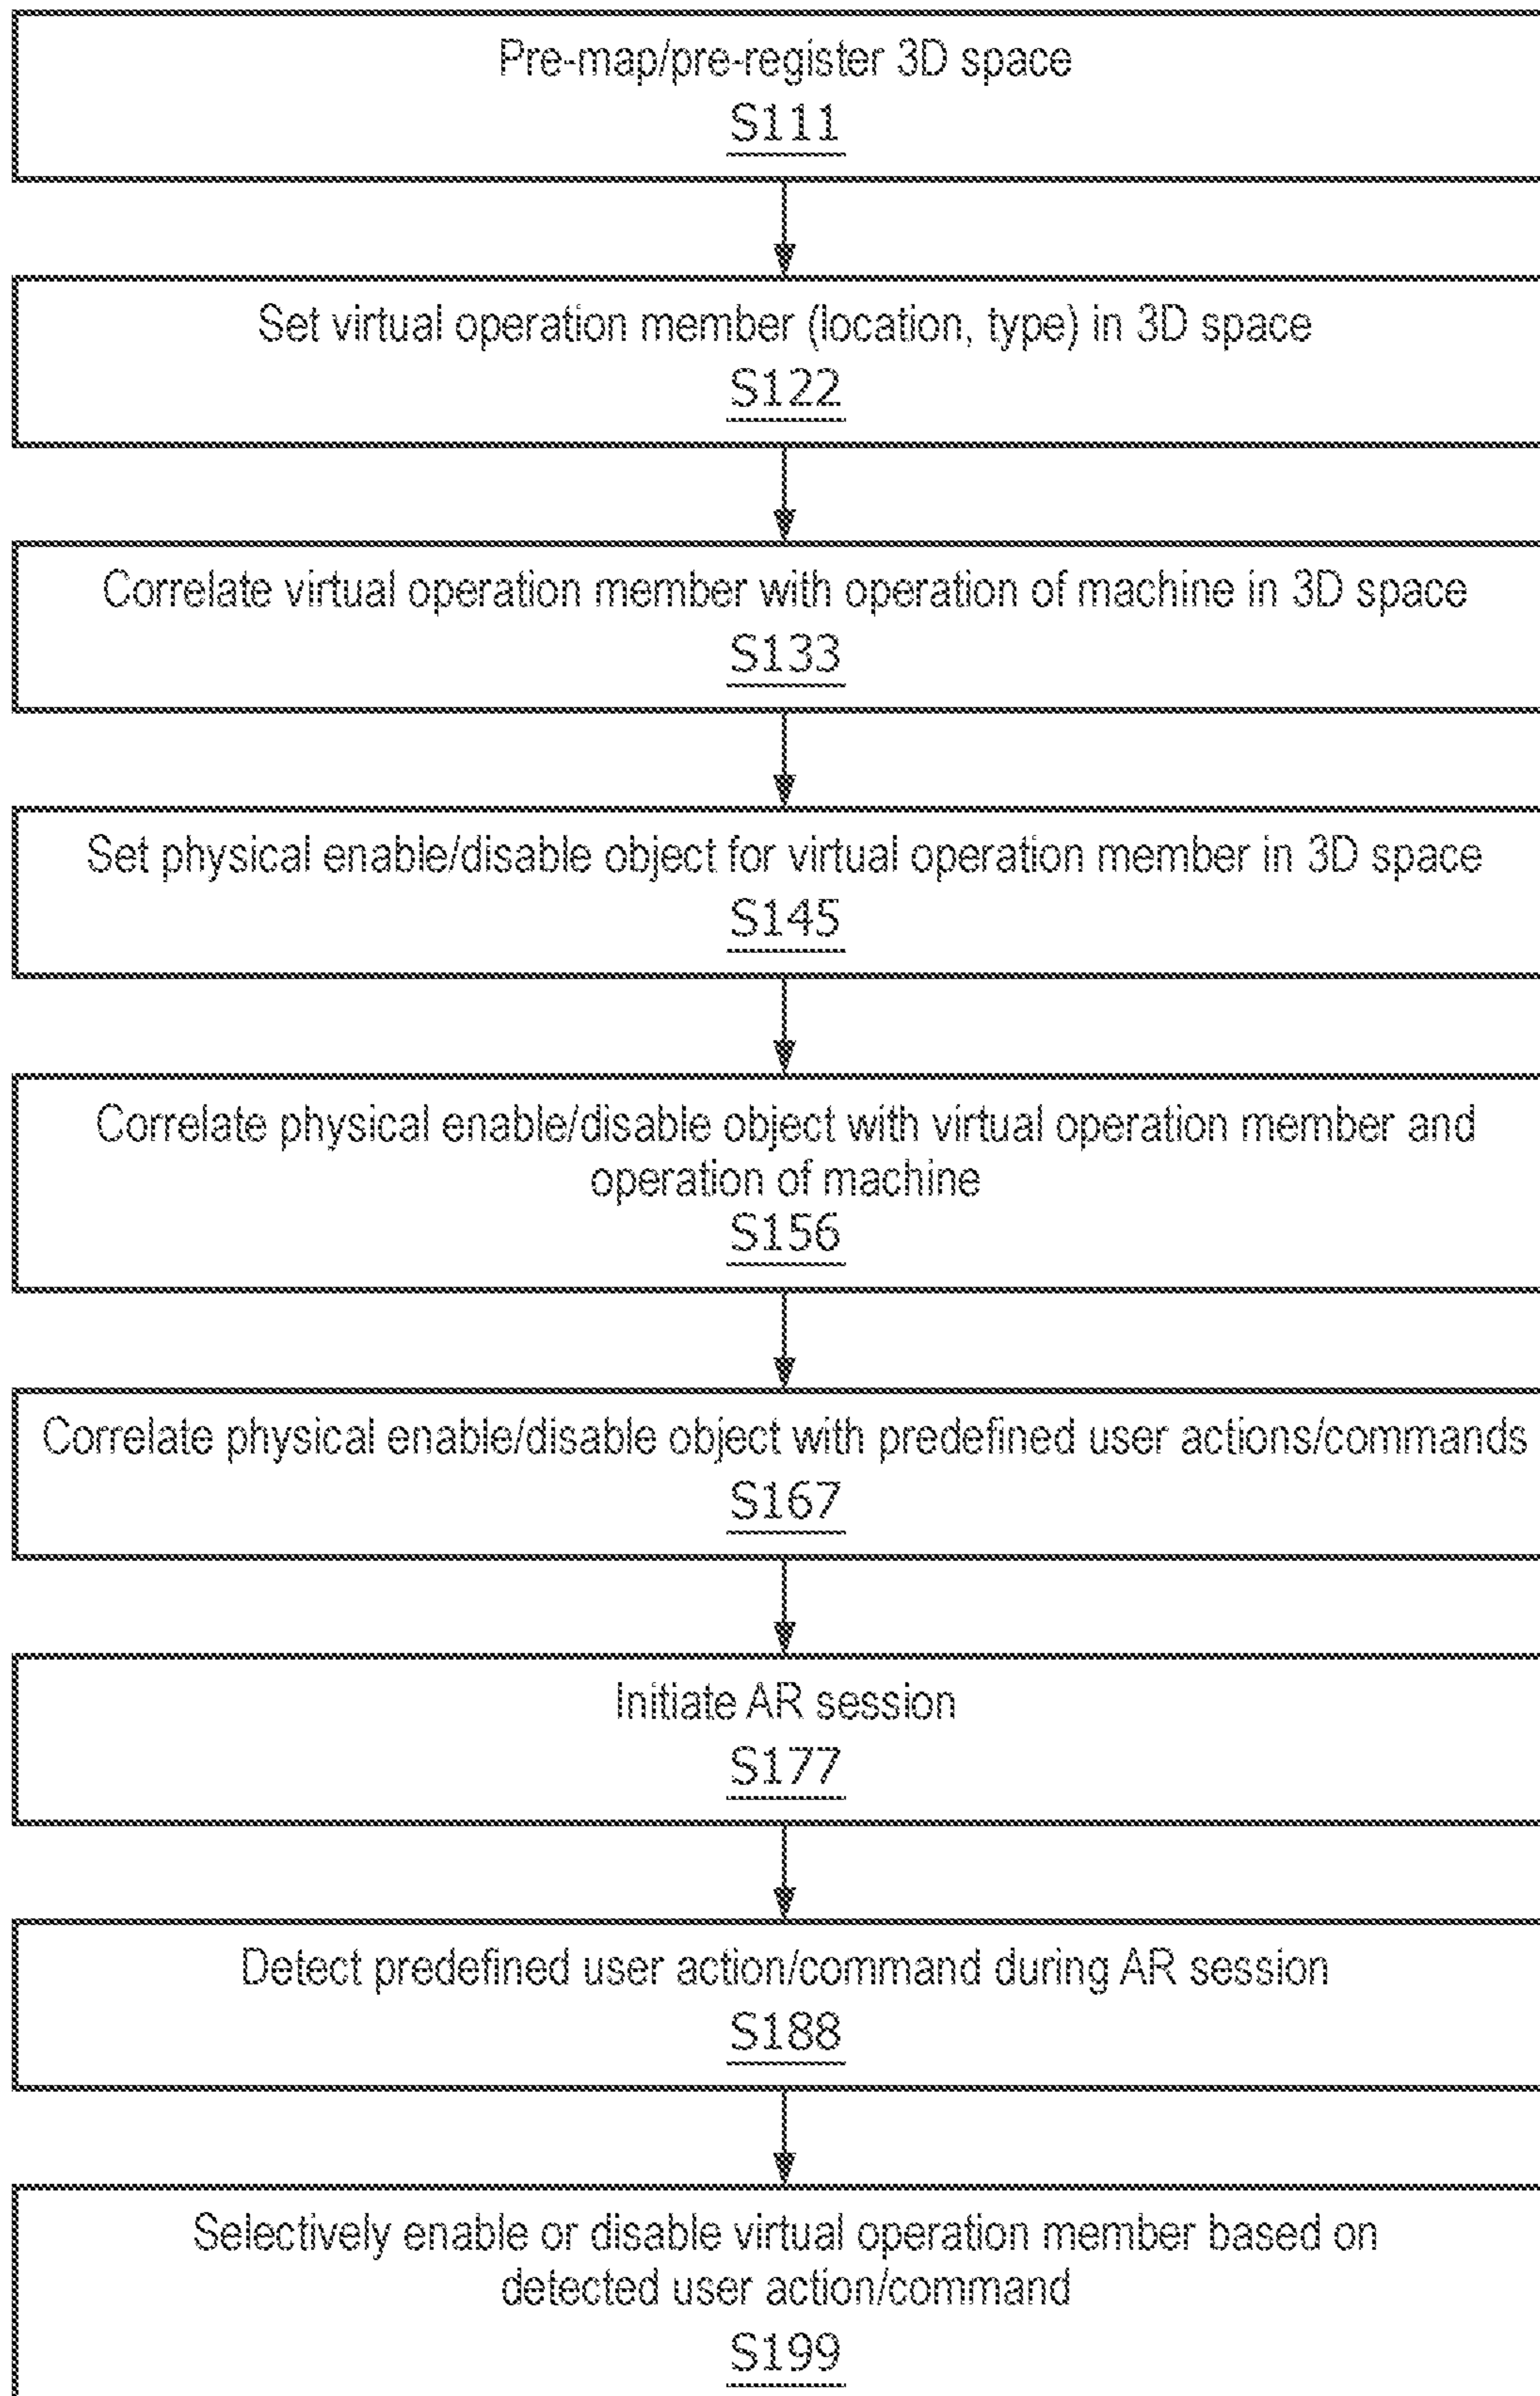 Pre-map/pre-register 3D space
S111
Set virtual operation member (location, type) in 3D space
S122
Correlate virtual operation member with operation of machine in 3D space
S133
Set physical enable/disable object for virtual operation member in 3D space
S145
Correlate physical enable/disable object with virtual operation member and
operation of machine
S156
Correlate physical enable/disable object with predefined user actions/commands
S167
Initiate AR session
S177
Detect predefined user action/command during AR session
S188
Selectively enable or disable virtual operation member based on
detected user action/command
S199